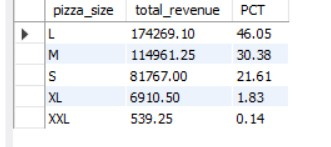 pizza_size total_revenue PCT
L 174269.10 46.05
M 114961.25 30.38
S 81767.00 21.61
XL 6910.50 1.83
XXL 539.25 0.14